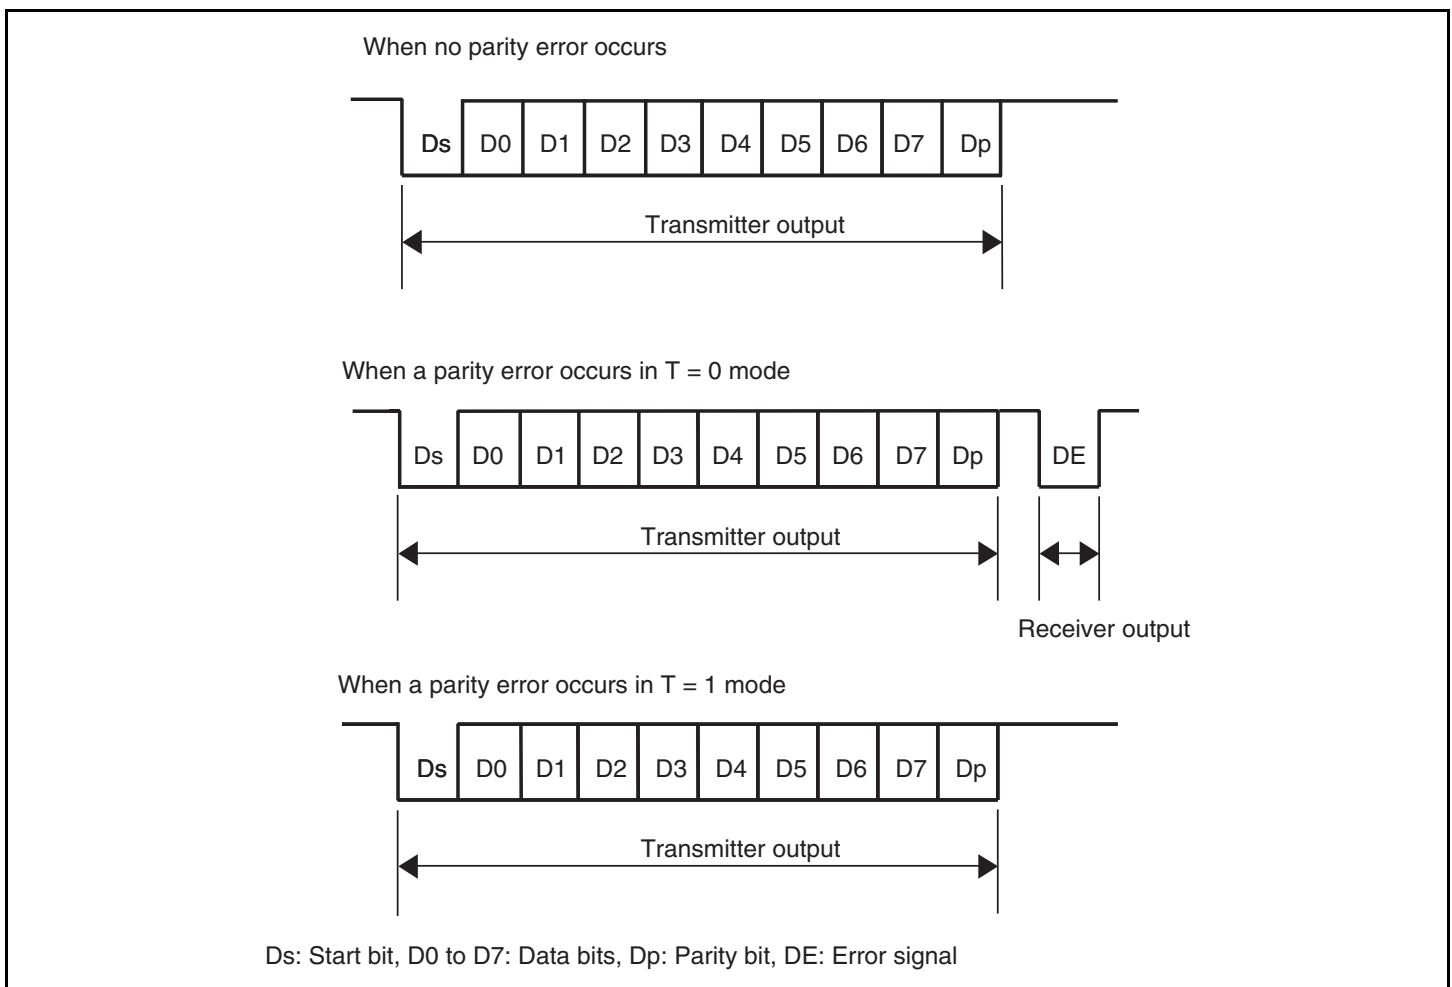 When no parity error occurs
Ds D0 D1 D2 D3 D4 D5 D6 D7 Dp
Transmitter output
When a parity error occurs in T = 0 mode
Ds D0 D1 D2 D3 D4 D5 D6 D7 Dp DE
Transmitter output
Receiver output
When a parity error occurs in T = 1 mode
Ds D0 D1 D2 D3 D4 D5 D6 D7 Dp
Transmitter output
Ds: Start bit, D0 to D7: Data bits, Dp: Parity bit, DE: Error signal